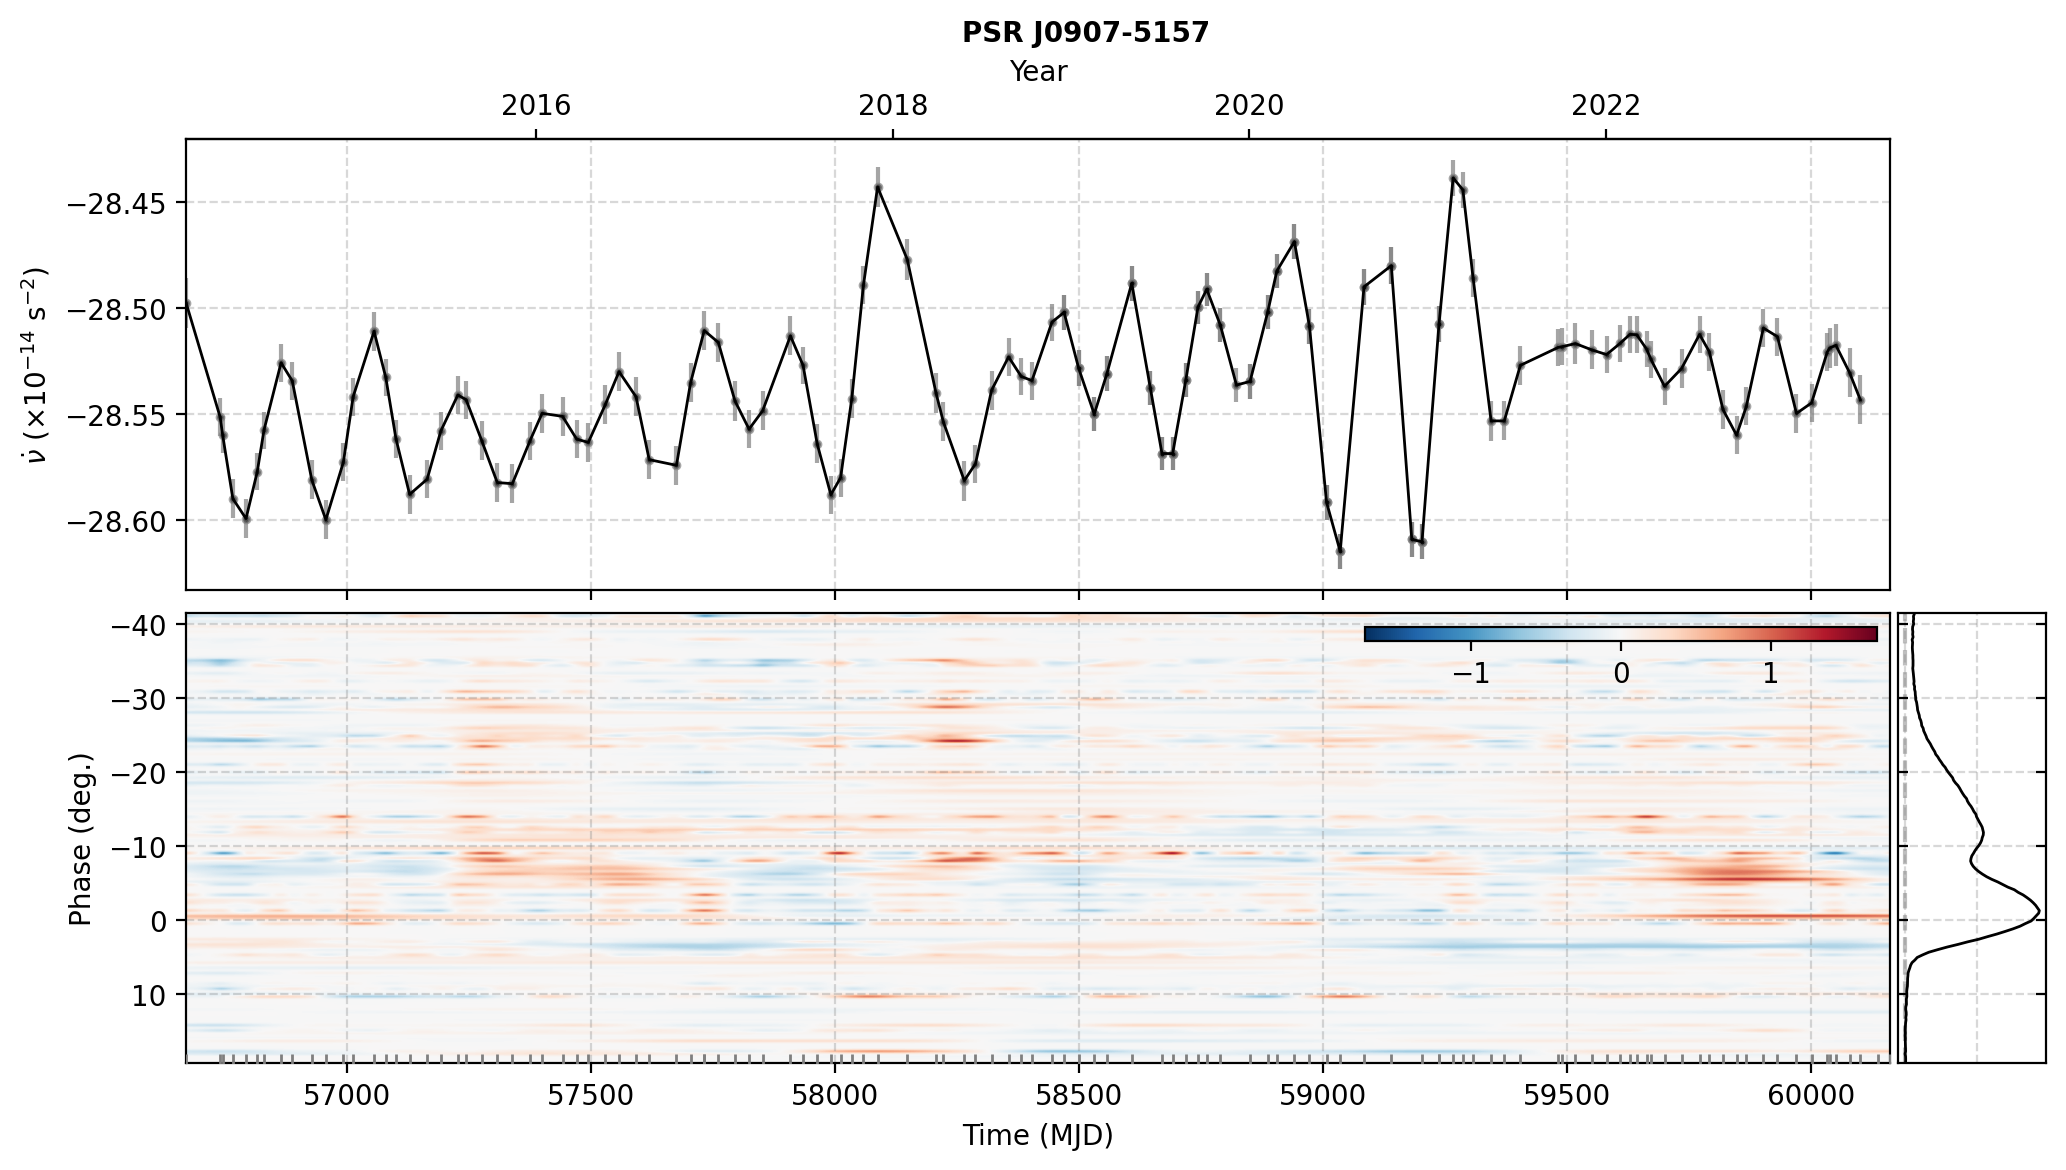 PSR J0907-5157
Year
2016 2018 2020 2022
−28.45
−28.50
−28.55
−28.60
ν̇ (×10⁻¹⁴ s⁻²)
−40
−30
−20
−10
0
10
Phase (deg.)
−1 0 1
57000 57500 58000 58500 59000 59500 60000
Time (MJD)